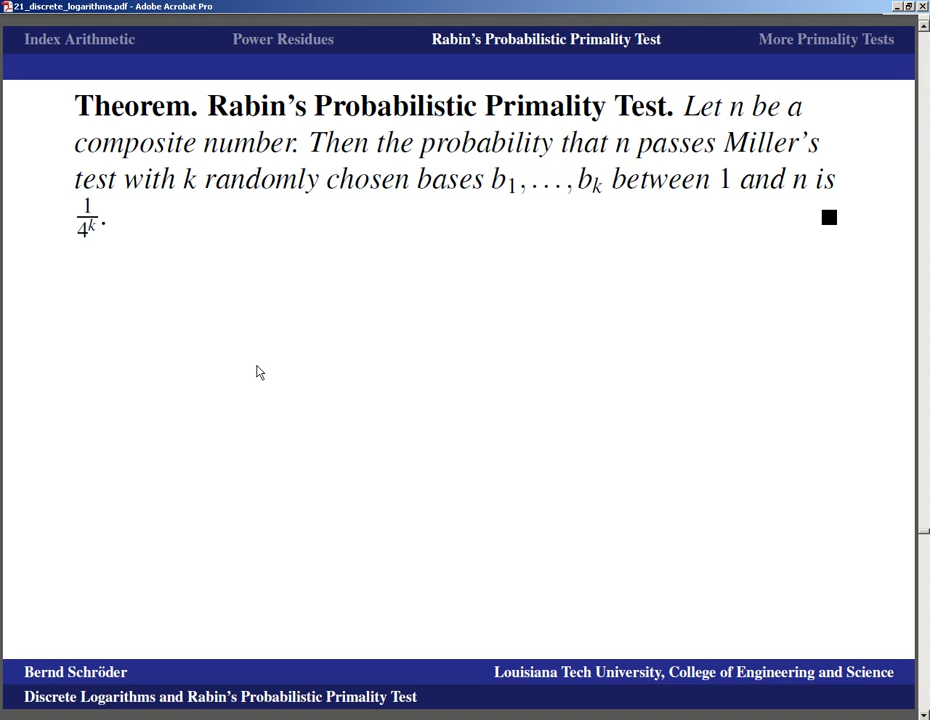 21_discrete_logarithms.pdf - Adobe Acrobat Pro
Index Arithmetic Power Residues Rabin's Probabilistic Primality Test More Primality Tests
Theorem. Rabin's Probabilistic Primality Test. Let n be a
composite number. Then the probability that n passes Miller's
test with k randomly chosen bases b₁,...,bₖ between 1 and n is
1/4ᵏ. ■
Bernd Schröder Louisiana Tech University, College of Engineering and Science
Discrete Logarithms and Rabin's Probabilistic Primality Test